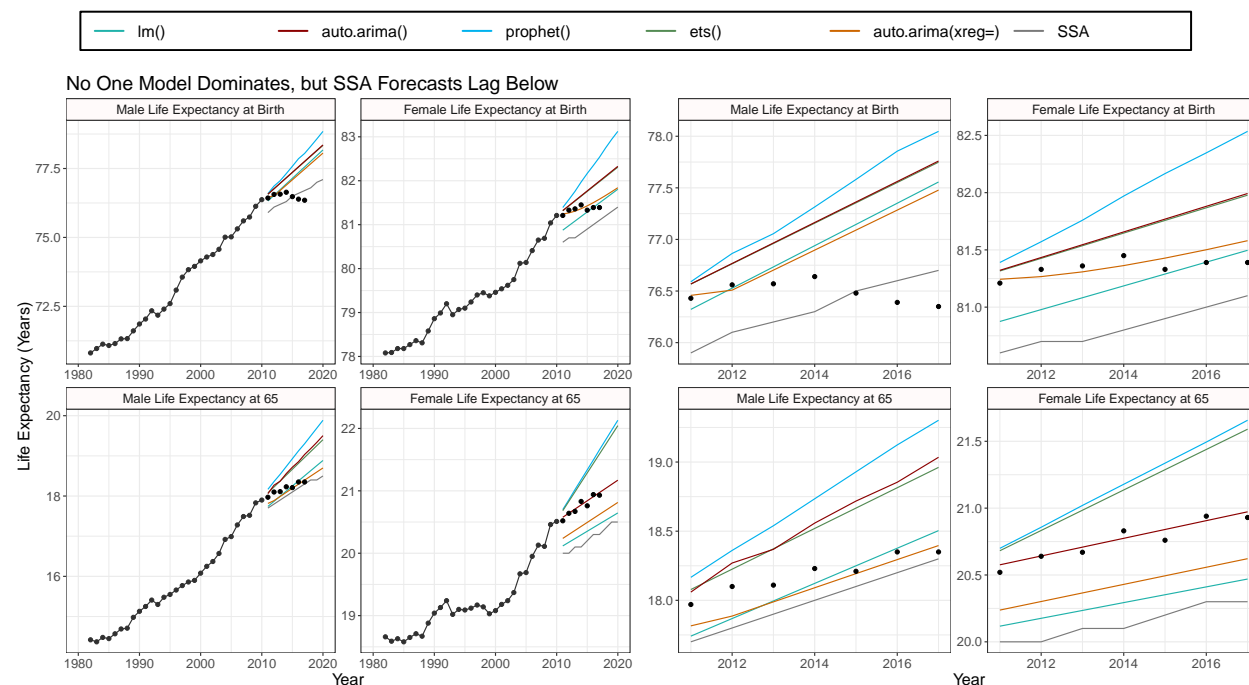 lm() auto.arima() prophet() ets() auto.arima(xreg=) SSA
No One Model Dominates, but SSA Forecasts Lag Below
Life Expectancy (Years)
Male Life Expectancy at Birth
77.5
75.0
72.5
1980 1990 2000 2010 2020
Female Life Expectancy at Birth
83
82
81
80
79
78
1980 1990 2000 2010 2020
Male Life Expectancy at Birth
78.0
77.5
77.0
76.5
76.0
2012 2014 2016
Female Life Expectancy at Birth
82.5
82.0
81.5
81.0
2012 2014 2016
Male Life Expectancy at 65
20
18
16
1980 1990 2000 2010 2020
Female Life Expectancy at 65
22
21
20
19
1980 1990 2000 2010 2020
Male Life Expectancy at 65
19.0
18.5
18.0
2012 2014 2016
Female Life Expectancy at 65
21.5
21.0
20.5
20.0
2012 2014 2016
Year Year